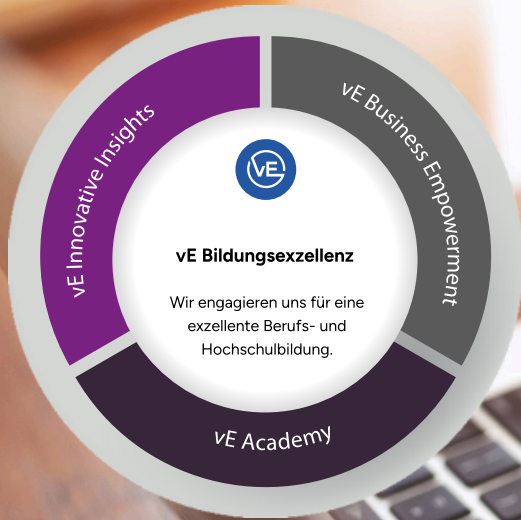 vE Innovative Insights
vE Business Empowerment
vE
vE Bildungsexzellenz
Wir engagieren uns für eine
exzellente Berufs- und
Hochschulbildung.
vE Academy